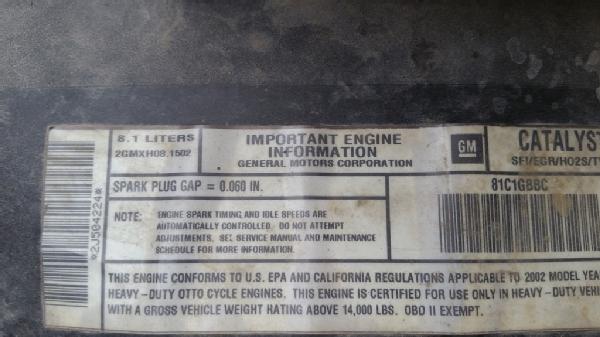 8.1 LITERS
2GMXH08.1502
IMPORTANT ENGINE
INFORMATION
GENERAL MOTORS CORPORATION
GM
CATALYST
SFI/EGR/HO2S/TW
SPARK PLUG GAP = 0.060 IN.
81C1GBBC
NOTE: ENGINE SPARK TIMING AND IDLE SPEEDS ARE
AUTOMATICALLY CONTROLLED. DO NOT ATTEMPT
ADJUSTMENTS, SEE SERVICE MANUAL AND MAINTENANCE
SCHEDULE FOR MORE INFORMATION.
*2J504224*
THIS ENGINE CONFORMS TO U.S. EPA AND CALIFORNIA REGULATIONS APPLICABLE TO 2002 MODEL YEA
HEAVY-DUTY OTTO CYCLE ENGINES. THIS ENGINE IS CERTIFIED FOR USE ONLY IN HEAVY-DUTY VEHI
WITH A GROSS VEHICLE WEIGHT RATING ABOVE 14,000 LBS. OBD II EXEMPT.